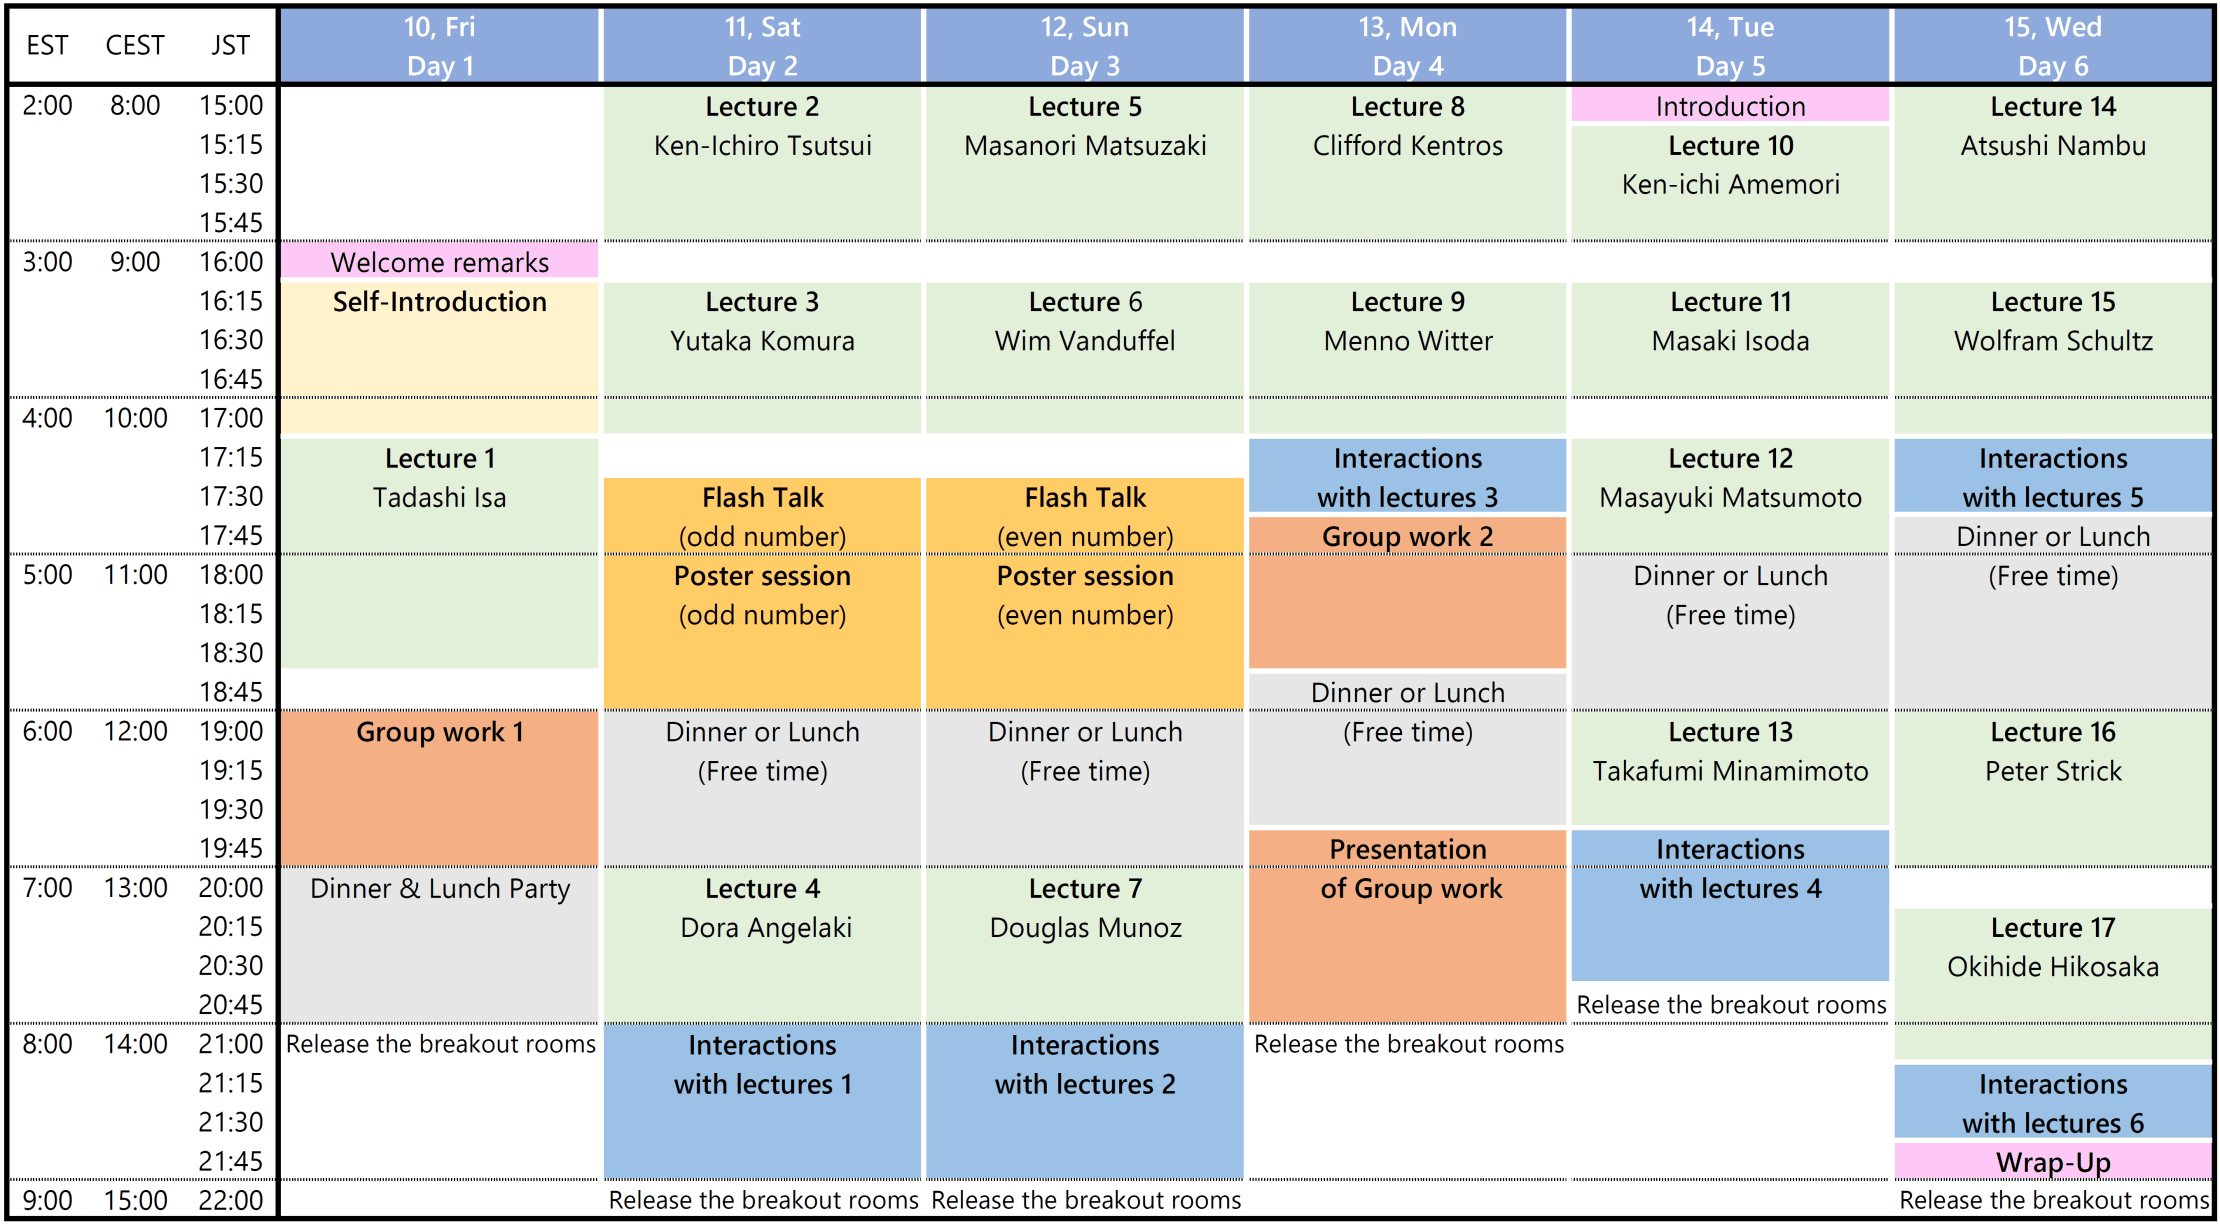 EST CEST JST 10, Fri 11, Sat 12, Sun 13, Mon 14, Tue 15, Wed
Day 1 Day 2 Day 3 Day 4 Day 5 Day 6
2:00 8:00 15:00 Lecture 2 Lecture 5 Lecture 8 Introduction Lecture 14
15:15 Ken-Ichiro Tsutsui Masanori Matsuzaki Clifford Kentros Lecture 10 Atsushi Nambu
15:30 Ken-ichi Amemori
15:45
3:00 9:00 16:00 Welcome remarks
16:15 Self-Introduction Lecture 3 Lecture 6 Lecture 9 Lecture 11 Lecture 15
16:30 Yutaka Komura Wim Vanduffel Menno Witter Masaki Isoda Wolfram Schultz
16:45
4:00 10:00 17:00
17:15 Lecture 1 Interactions Lecture 12 Interactions
17:30 Tadashi Isa Flash Talk Flash Talk with lectures 3 Masayuki Matsumoto with lectures 5
17:45 (odd number) (even number) Group work 2 Dinner or Lunch
5:00 11:00 18:00 Poster session Poster session Dinner or Lunch (Free time)
18:15 (odd number) (even number) (Free time)
18:30
18:45 Dinner or Lunch
6:00 12:00 19:00 Group work 1 Dinner or Lunch Dinner or Lunch (Free time) Lecture 13 Lecture 16
19:15 (Free time) (Free time) Takafumi Minamimoto Peter Strick
19:30
19:45 Presentation Interactions
7:00 13:00 20:00 Dinner & Lunch Party Lecture 4 Lecture 7 of Group work with lectures 4
20:15 Dora Angelaki Douglas Munoz Lecture 17
20:30 Okihide Hikosaka
20:45 Release the breakout rooms
8:00 14:00 21:00 Release the breakout rooms Interactions Interactions Release the breakout rooms
21:15 with lectures 1 with lectures 2 Interactions
21:30 with lectures 6
21:45 Wrap-Up
9:00 15:00 22:00 Release the breakout rooms Release the breakout rooms Release the breakout rooms